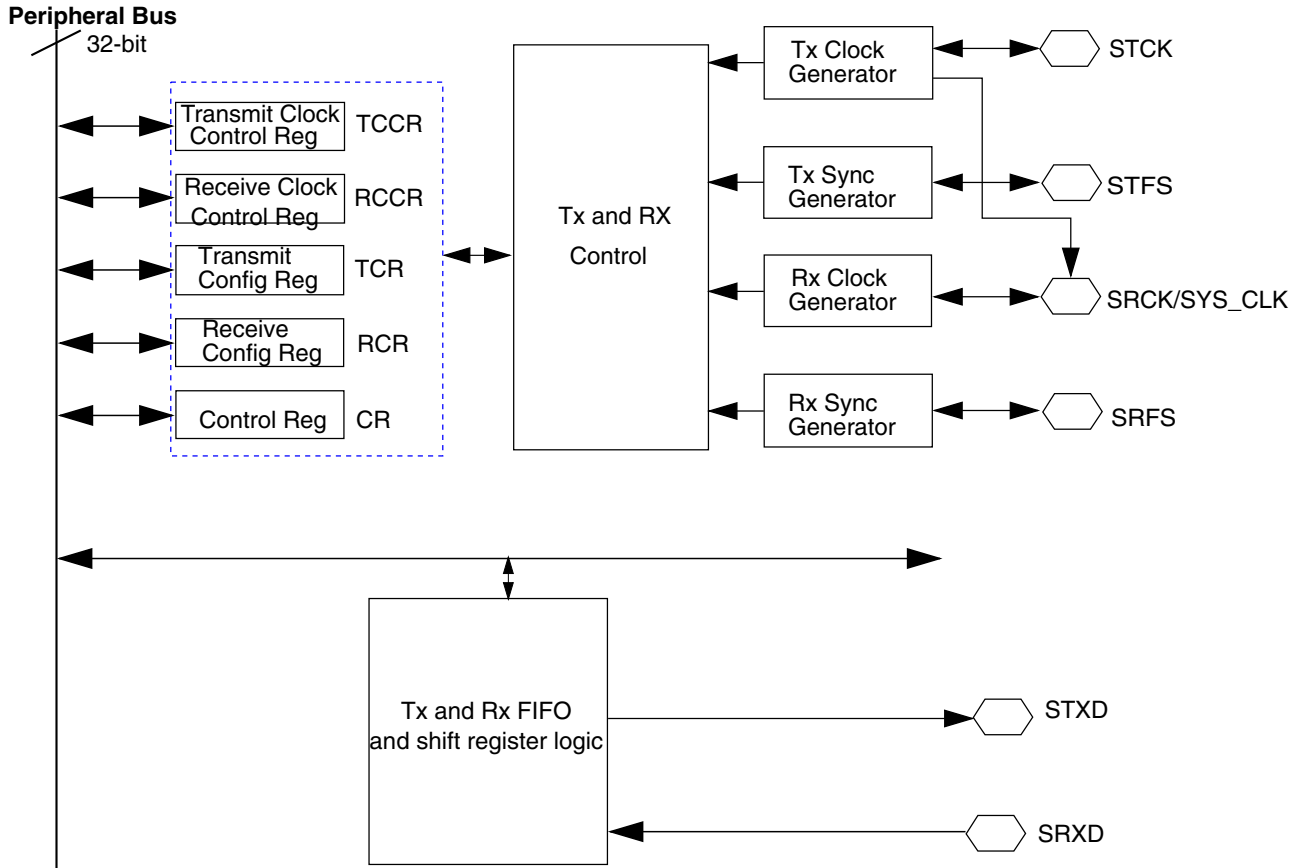 Peripheral Bus
32-bit
Transmit Clock
Control Reg
TCCR
Receive Clock
Control Reg
RCCR
Transmit
Config Reg
TCR
Receive
Config Reg
RCR
Control Reg
CR
Tx and RX
Control
Tx Clock
Generator
STCK
Tx Sync
Generator
STFS
Rx Clock
Generator
SRCK/SYS_CLK
Rx Sync
Generator
SRFS
Tx and Rx FIFO
and shift register logic
STXD
SRXD